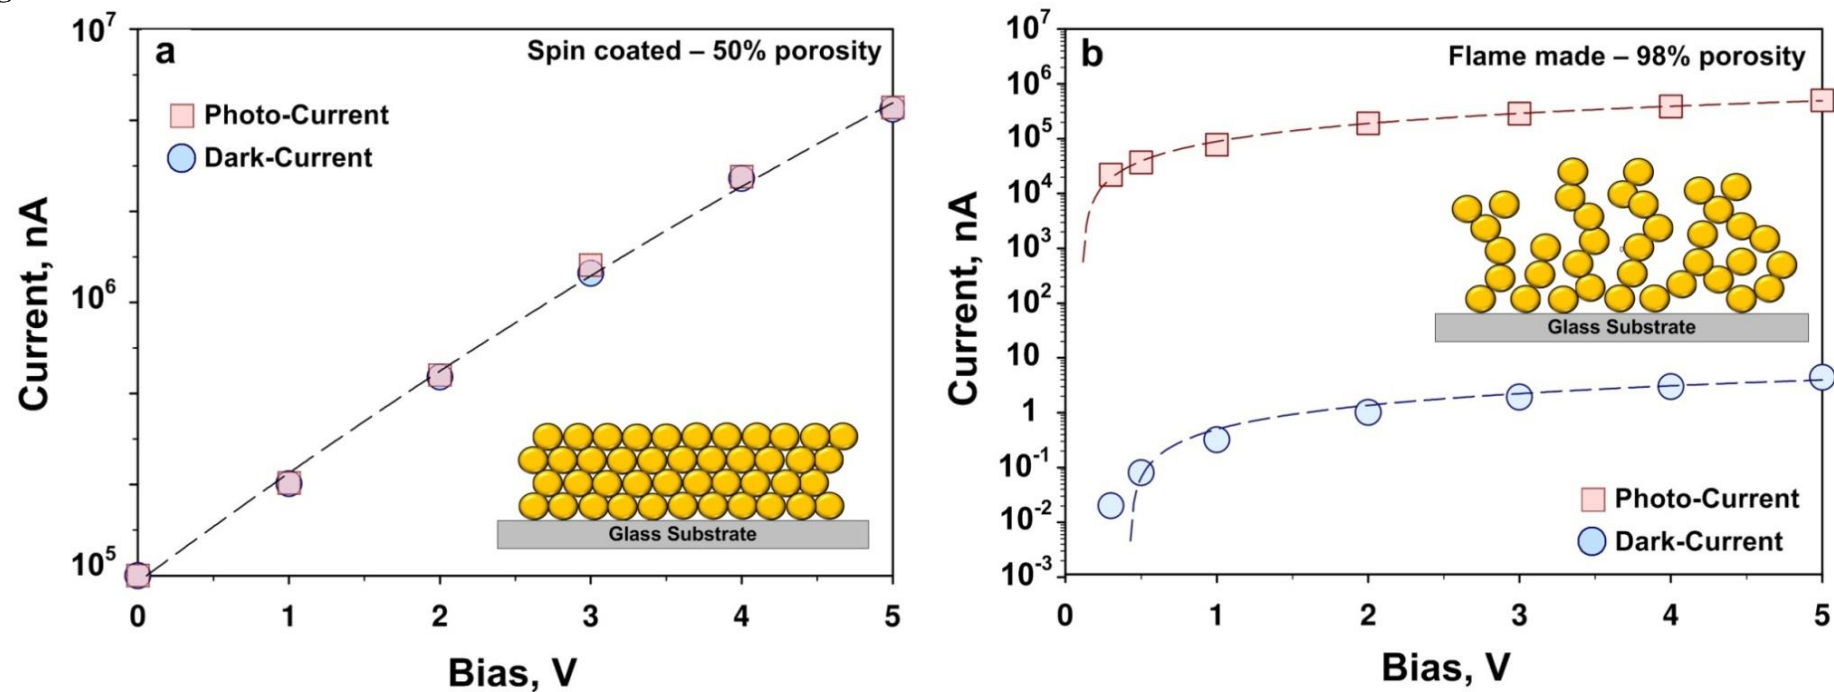 a
Spin coated – 50% porosity
Photo-Current
Dark-Current
Current, nA
10^7
10^6
10^5
Glass Substrate
0 1 2 3 4 5
Bias, V
b
Flame made – 98% porosity
Current, nA
10^7
10^6
10^5
10^4
10^3
10^2
10
1
10^-1
10^-2
10^-3
Glass Substrate
Photo-Current
Dark-Current
0 1 2 3 4 5
Bias, V